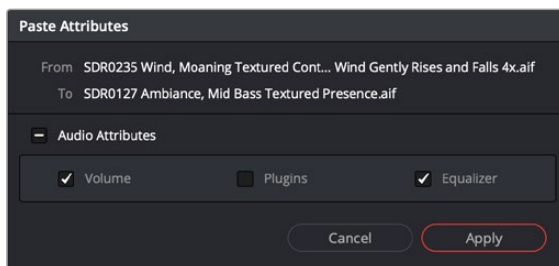 Paste Attributes
From SDR0235 Wind, Moaning Textured Cont... Wind Gently Rises and Falls 4x.aif
To SDR0127 Ambiance, Mid Bass Textured Presence.aif
Audio Attributes
Volume Plugins Equalizer
Cancel Apply